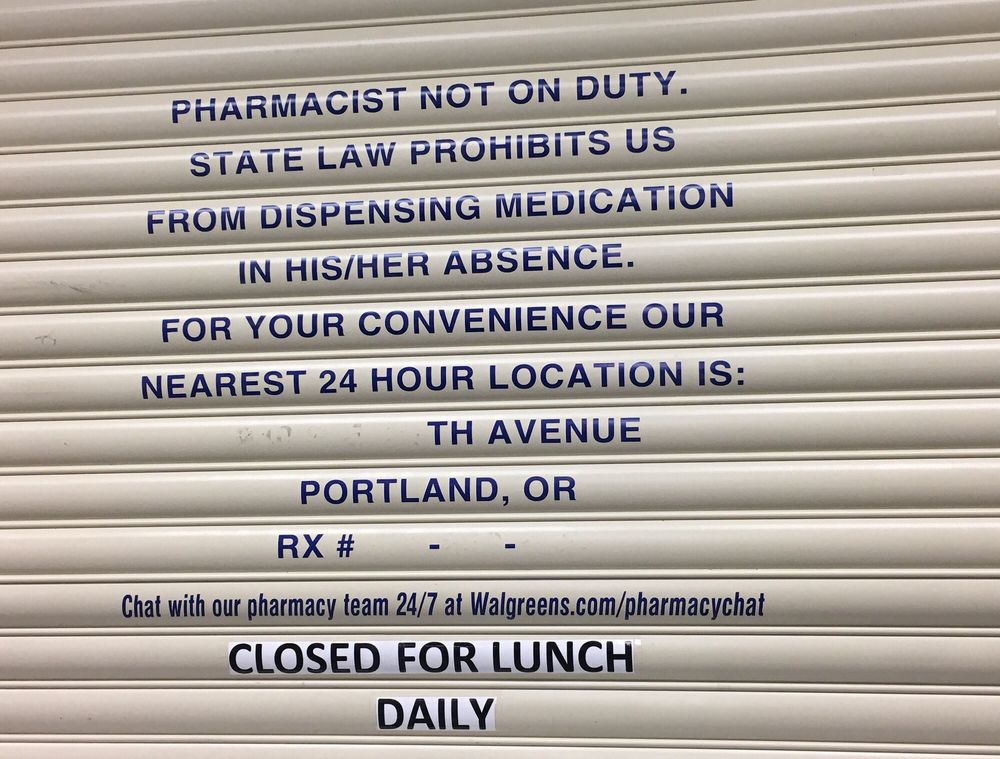 PHARMACIST NOT ON DUTY.
STATE LAW PROHIBITS US
FROM DISPENSING MEDICATION
IN HIS/HER ABSENCE.
FOR YOUR CONVENIENCE OUR
NEAREST 24 HOUR LOCATION IS:
TH AVENUE
PORTLAND, OR
RX # - -
Chat with our pharmacy team 24/7 at Walgreens.com/pharmacychat
CLOSED FOR LUNCH
DAILY